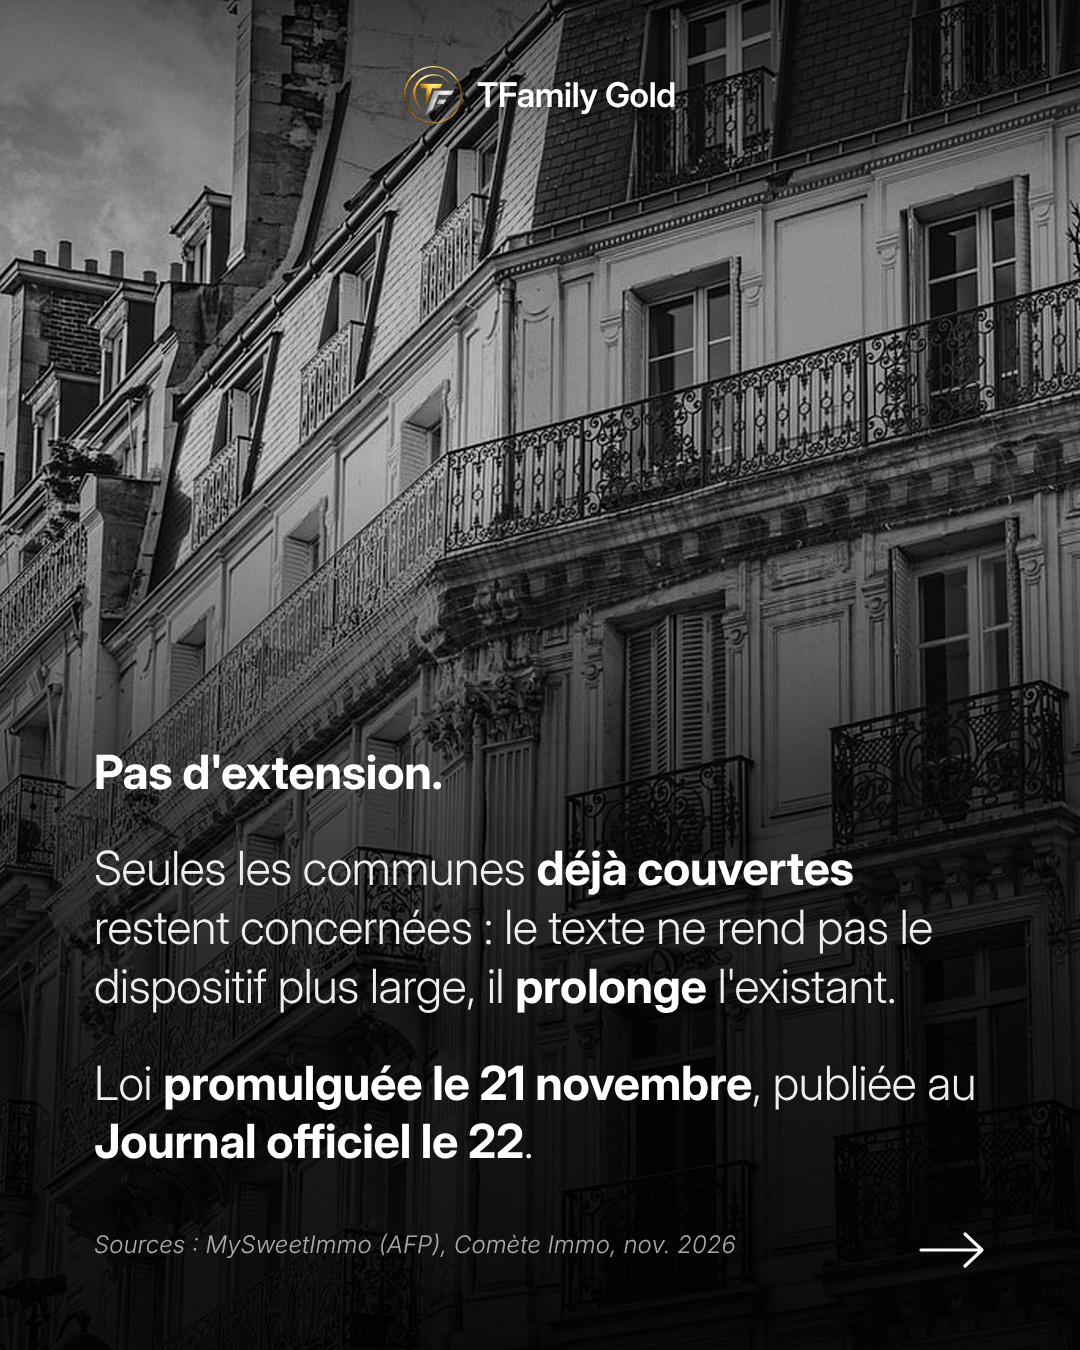 TFamily Gold
Pas d'extension.
Seules les communes déjà couvertes
restent concernées : le texte ne rend pas le
dispositif plus large, il prolonge l'existant.
Loi promulguée le 21 novembre, publiée au
Journal officiel le 22.
Sources : MySweetImmo (AFP), Comète Immo, nov. 2026